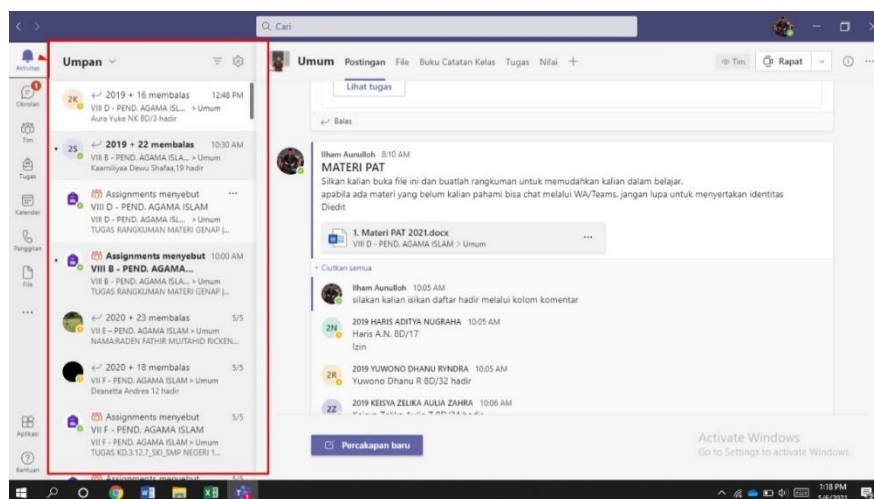 Cari
Aktivitas
Obrolan
Tim
Tugas
Kalender
Panggilan
File
Aplikasi
Bantuan
Umpan
2K
2019 + 16 membalas 12:48 PM
VIII D - PEND. AGAMA ISL... > Umum
Aura Yuke NK 8D/3 hadir
2S
2019 + 22 membalas 10:30 AM
VIII B - PEND. AGAMA ISLA... > Umum
Kaamiliyaa Dewu Shafaa,19 hadir
Assignments menyebut ...
VIII D - PEND. AGAMA ISLAM
VIII D - PEND. AGAMA ISL... > Umum
TUGAS RANGKUMAN MATERI GENAP |...
Assignments menyebut 10:00 AM
VIII B - PEND. AGAMA...
VIII B - PEND. AGAMA ISLA... > Umum
TUGAS RANGKUMAN MATERI GENAP |...
2020 + 23 membalas 5/5
VII E – PEND. AGAMA ISLAM > Umum
NAMA:RADEN FATHIR MUJTAHID RICKEN...
2020 + 18 membalas 5/5
VII F - PEND. AGAMA ISLAM > Umum
Deanetta Andrea 12 hadir
Assignments menyebut 5/5
VII F - PEND. AGAMA ISLAM
VII F - PEND. AGAMA ISLAM > Umum
TUGAS KD.3.12.7_SKI_SMP NEGERI 1...
Assignments menyebut 5/5
Umum Postingan File Buku Catatan Kelas Tugas Nilai +
Tim Rapat
Lihat tugas
Balas
Ilham Aunulloh 8:10 AM
MATERI PAT
Silkan kalian buka file ini dan buatlah rangkuman untuk memudahkan kalian dalam belajar.
apabila ada materi yang belum kalian pahami bisa chat melalui WA/Teams. jangan lupa untuk menyertakan identitas
Diedit
1. Materi PAT 2021.docx
VIII D - PEND. AGAMA ISLAM > Umum
Ciutkan semua
Ilham Aunulloh 10:05 AM
silakan kalian isikan daftar hadir melalui kolom komentar
2N
2019 HARIS ADITYA NUGRAHA 10:05 AM
Haris A.N. 8D/17
Izin
2R
2019 YUWONO DHANU RYNDRA 10:05 AM
Yuwono Dhanu R 8D/32 hadir
2Z
2019 KEISYA ZELIKA AULIA ZAHRA 10:06 AM
Percakapan baru
Activate Windows
Go to Settings to activate Windows.
1:18 PM
5/6/2021